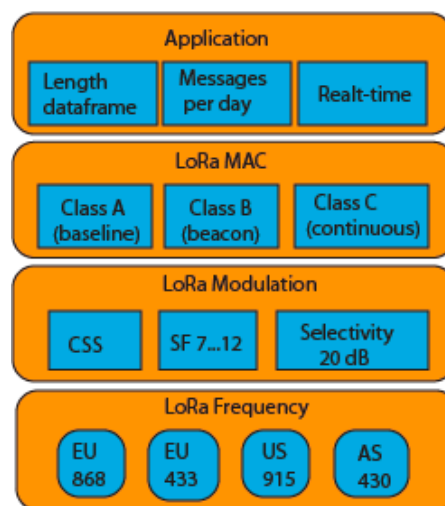 Application
Length
dataframe
Messages
per day
Realt-time
LoRa MAC
Class A
(baseline)
Class B
(beacon)
Class C
(continuous)
LoRa Modulation
CSS
SF 7...12
Selectivity
20 dB
LoRa Frequency
EU
868
EU
433
US
915
AS
430